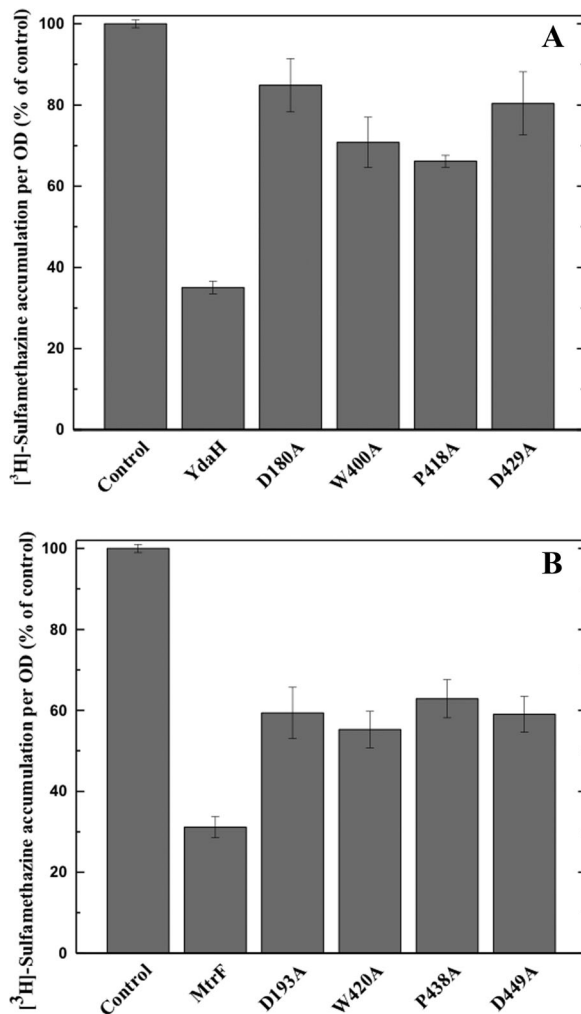 A
[³H]-Sulfamethazine accumulation per OD (% of control)
100
80
60
40
20
0
Control
YdaH
D180A
W400A
P418A
D429A
B
[³H]-Sulfamethazine accumulation per OD (% of control)
100
80
60
40
20
0
Control
MtrF
D193A
W420A
P438A
D449A